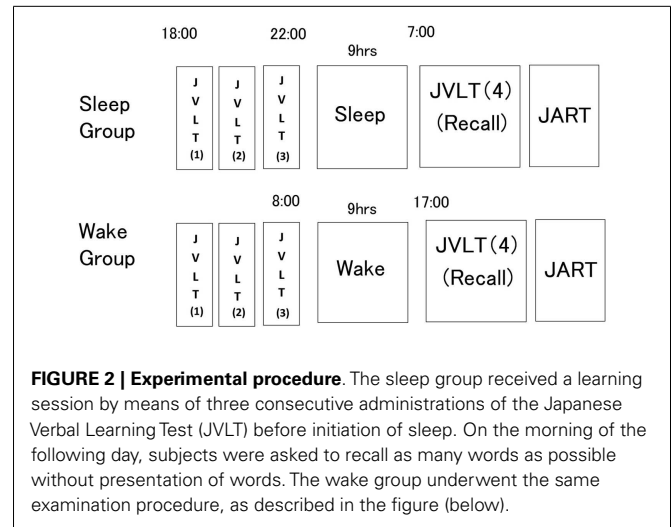 18:00 22:00 7:00
9hrs
Sleep
Group
J
V
L
T
(1)
J
V
L
T
(2)
J
V
L
T
(3)
Sleep
JVLT(4)
(Recall)
JART
8:00 9hrs 17:00
Wake
Group
J
V
L
T
(1)
J
V
L
T
(2)
J
V
L
T
(3)
Wake
JVLT(4)
(Recall)
JART
FIGURE 2 | Experimental procedure. The sleep group received a learning
session by means of three consecutive administrations of the Japanese
Verbal Learning Test (JVLT) before initiation of sleep. On the morning of the
following day, subjects were asked to recall as many words as possible
without presentation of words. The wake group underwent the same
examination procedure, as described in the figure (below).